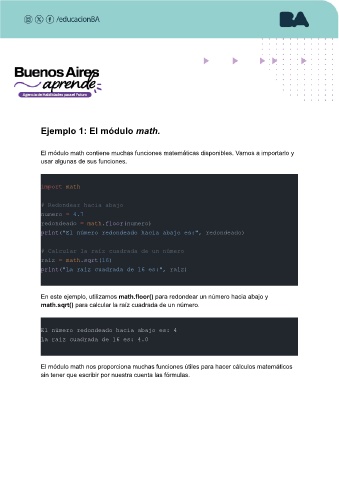 /educacionBA
BA
Buenos Aires
aprende
Agencia de Habilidades para el Futuro
Ejemplo 1: El módulo math.
El módulo math contiene muchas funciones matemáticas disponibles. Vamos a importarlo y
usar algunas de sus funciones.
import math
# Redondear hacia abajo
numero = 4.7
redondeado = math.floor(numero)
print("El número redondeado hacia abajo es:", redondeado)
# Calcular la raíz cuadrada de un número
raiz = math.sqrt(16)
print("La raíz cuadrada de 16 es:", raiz)
En este ejemplo, utilizamos math.floor() para redondear un número hacia abajo y
math.sqrt() para calcular la raíz cuadrada de un número.
El número redondeado hacia abajo es: 4
La raíz cuadrada de 16 es: 4.0
El módulo math nos proporciona muchas funciones útiles para hacer cálculos matemáticos
sin tener que escribir por nuestra cuenta las fórmulas.